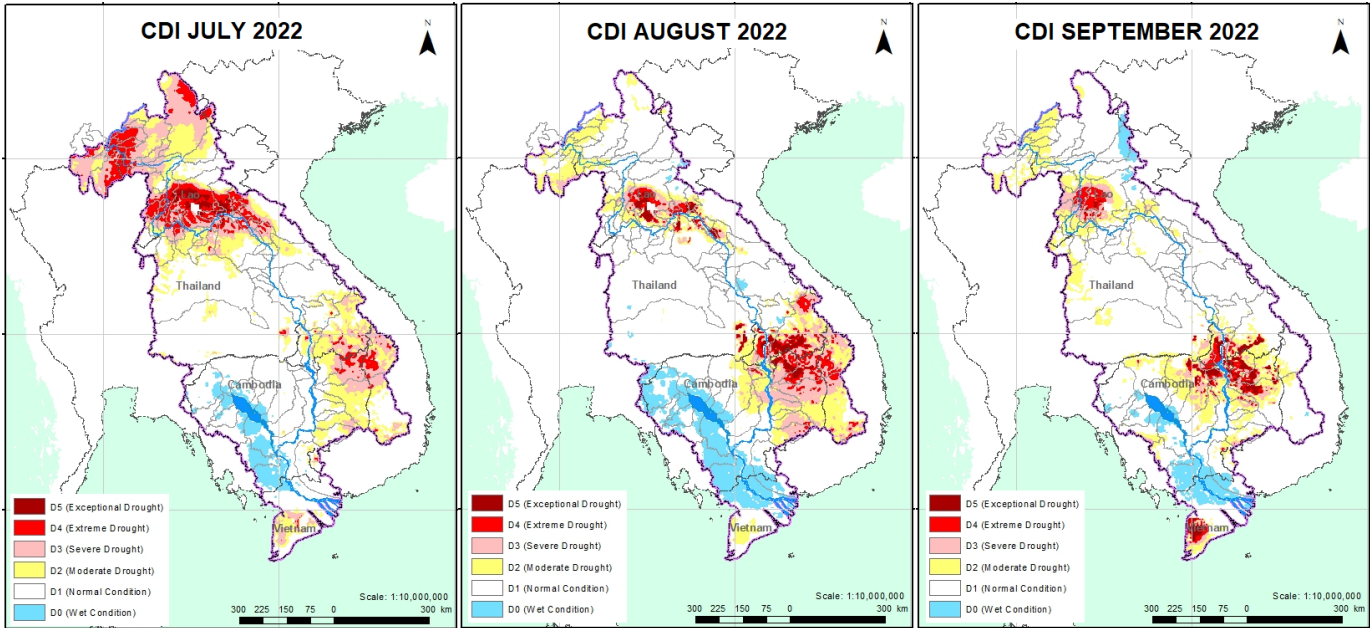 CDI JULY 2022
N
Lao
Thailand
Cambodia
Vietnam
D5 (Exceptional Drought)
D4 (Extreme Drought)
D3 (Severe Drought)
D2 (Moderate Drought)
D1 (Normal Condition)
D0 (Wet Condition)
Scale: 1:10,000,000
300 225 150 75 0 300 km
CDI AUGUST 2022
N
Lao
Thailand
Cambodia
Vietnam
D5 (Exceptional Drought)
D4 (Extreme Drought)
D3 (Severe Drought)
D2 (Moderate Drought)
D1 (Normal Condition)
D0 (Wet Condition)
Scale: 1:10,000,000
300 225 150 75 0 300 km
CDI SEPTEMBER 2022
N
Lao
Thailand
Cambodia
Vietnam
D5 (Exceptional Drought)
D4 (Extreme Drought)
D3 (Severe Drought)
D2 (Moderate Drought)
D1 (Normal Condition)
D0 (Wet Condition)
Scale: 1:10,000,000
300 225 150 75 0 300 km